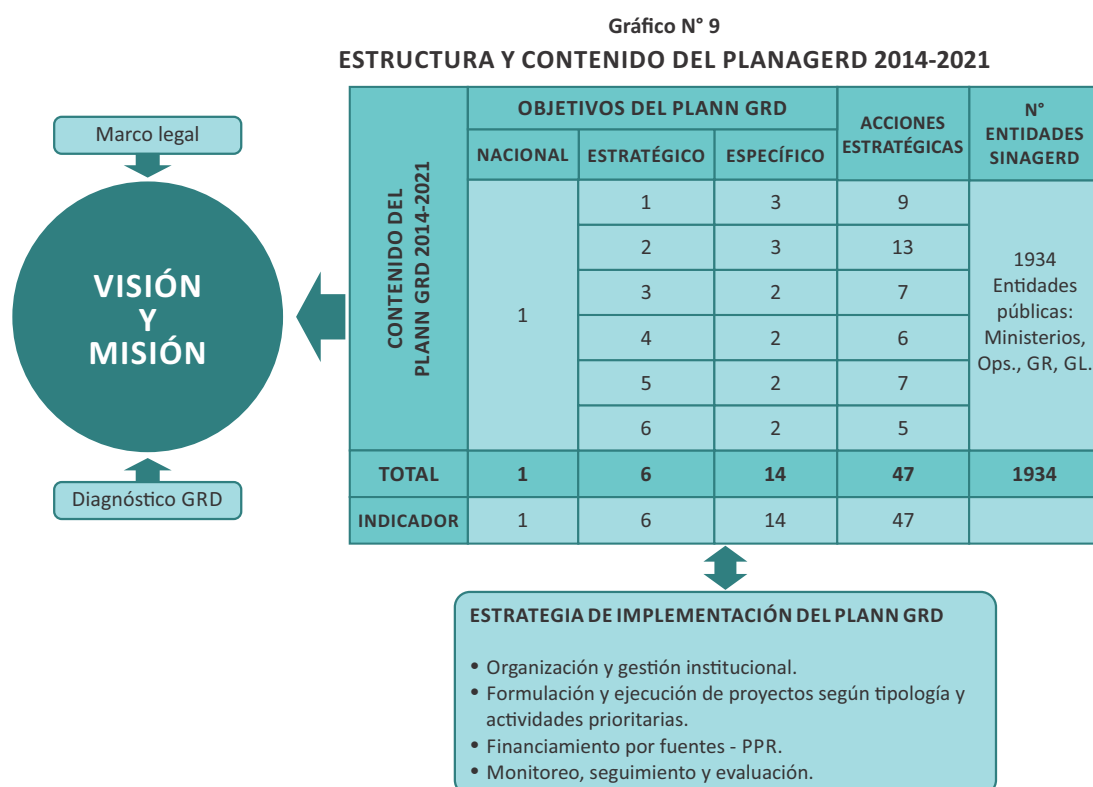 Gráfico N° 9
ESTRUCTURA Y CONTENIDO DEL PLANAGERD 2014-2021
Marco legal
VISIÓN
Y
MISIÓN
Diagnóstico GRD
CONTENIDO DEL
PLANN GRD 2014-2021
OBJETIVOS DEL PLANN GRD
ACCIONES
ESTRATÉGICAS
N°
ENTIDADES
SINAGERD
NACIONAL ESTRATÉGICO ESPECÍFICO
1
1 3 9
2 3 13
3 2 7
4 2 6
5 2 7
6 2 5
1934
Entidades
públicas:
Ministerios,
Ops., GR, GL.
TOTAL 1 6 14 47 1934
INDICADOR 1 6 14 47
ESTRATEGIA DE IMPLEMENTACIÓN DEL PLANN GRD
• Organización y gestión institucional.
• Formulación y ejecución de proyectos según tipología y
actividades prioritarias.
• Financiamiento por fuentes - PPR.
• Monitoreo, seguimiento y evaluación.